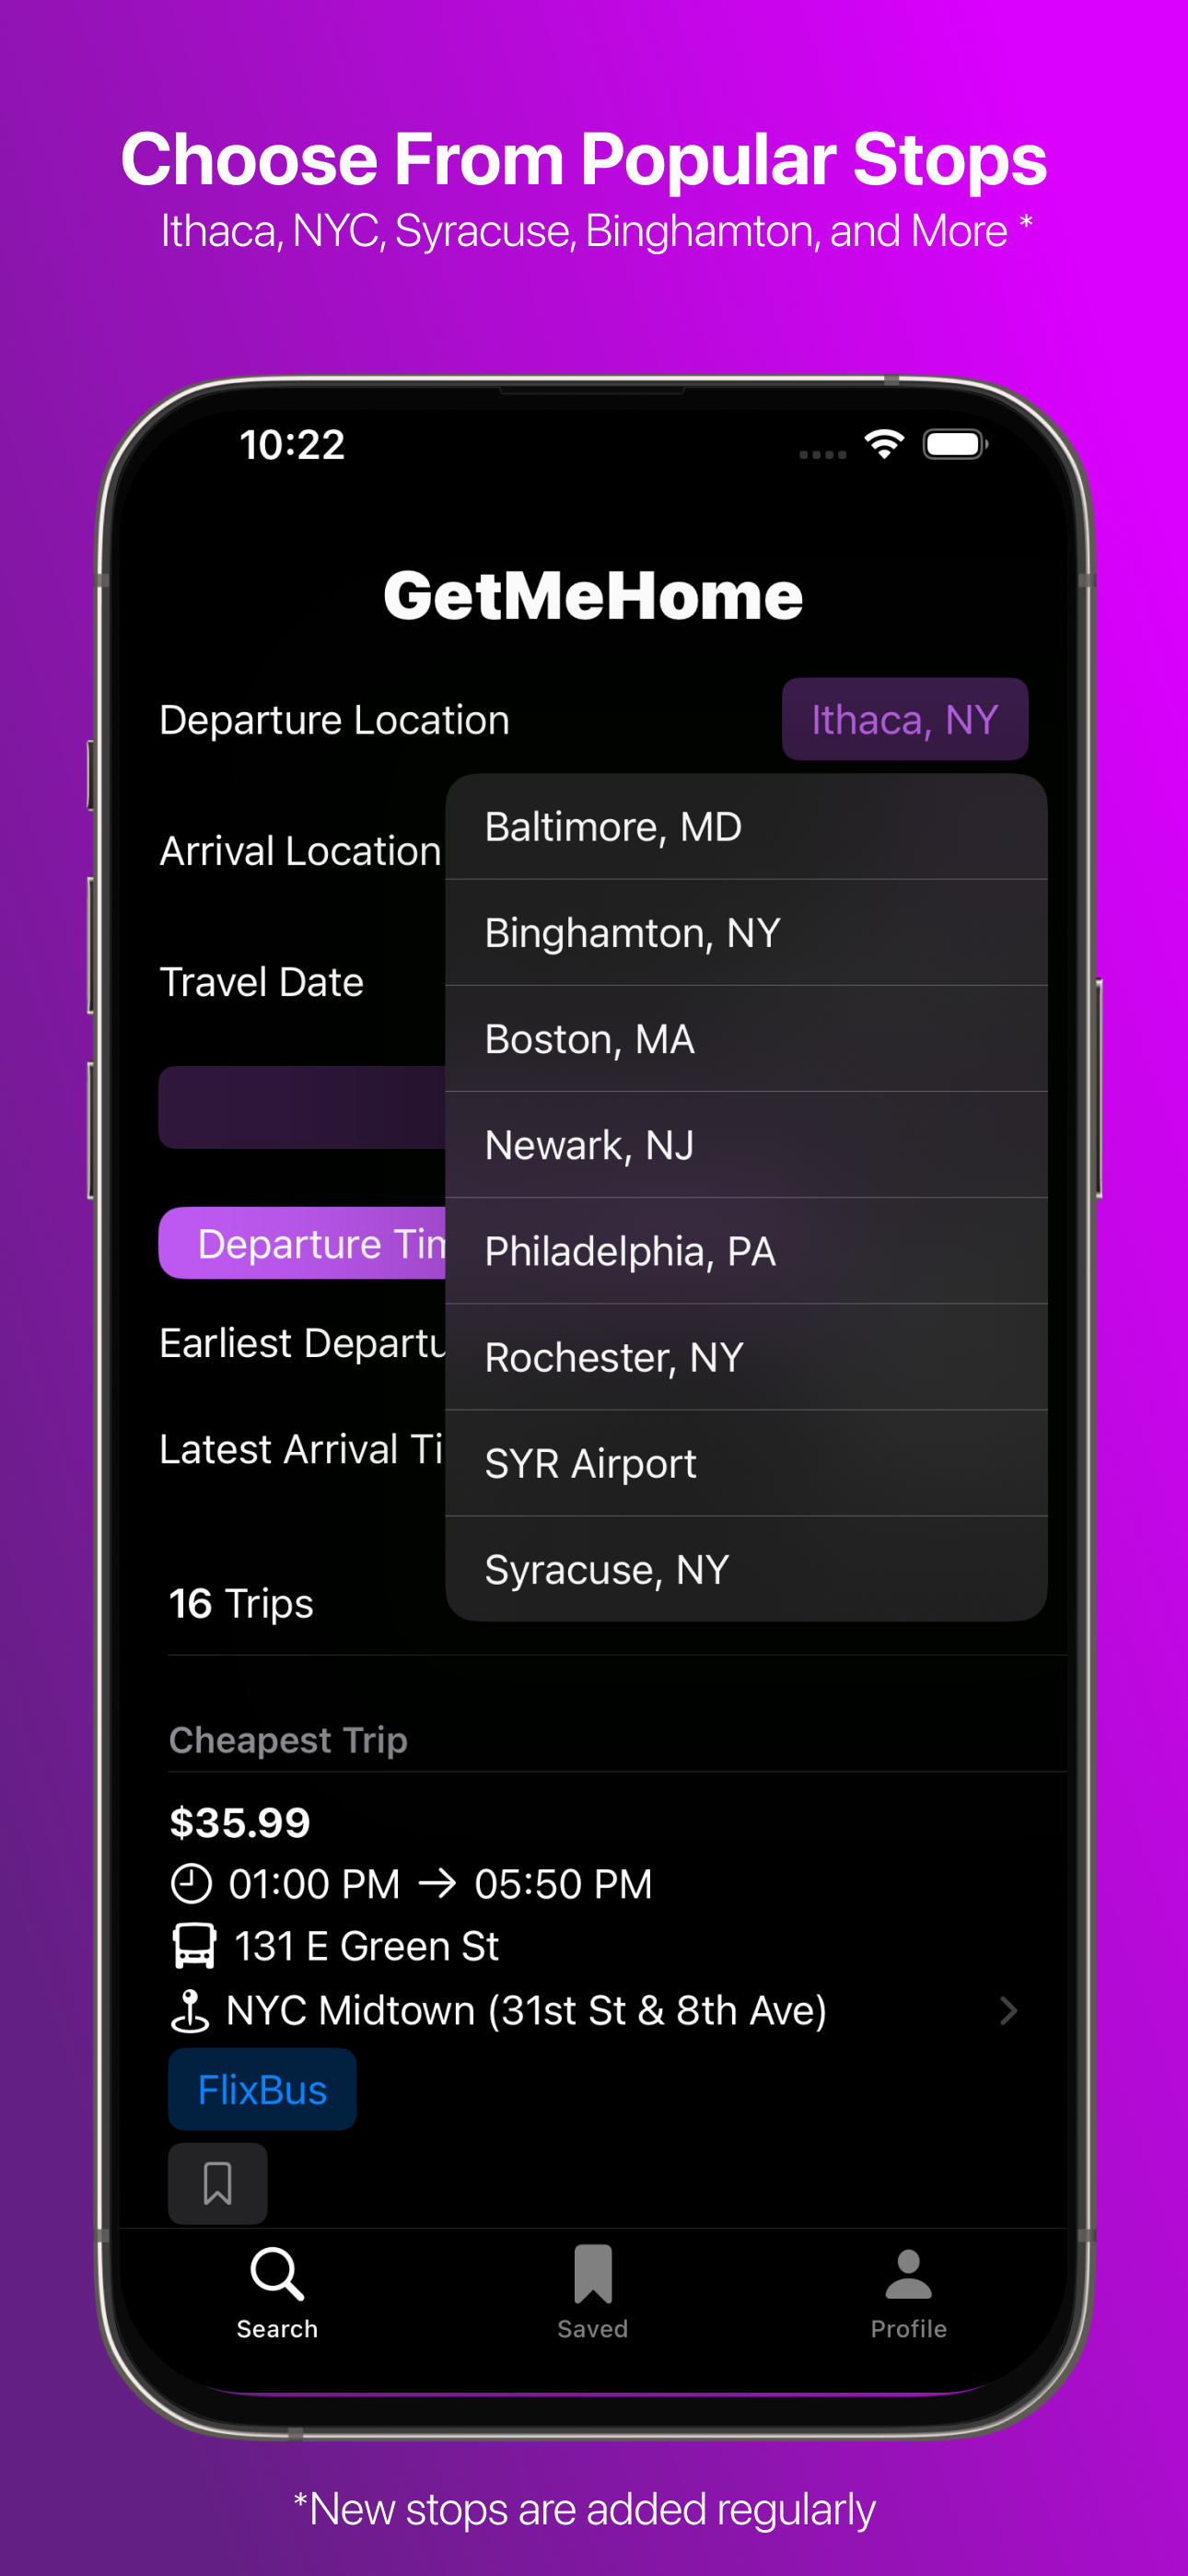 Choose From Popular Stops
Ithaca, NYC, Syracuse, Binghamton, and More *
10:22
GetMeHome
Departure Location
Ithaca, NY
Arrival Location
Travel Date
Baltimore, MD
Binghamton, NY
Boston, MA
Newark, NJ
Philadelphia, PA
Rochester, NY
SYR Airport
Syracuse, NY
Departure Tim
Earliest Departu
Latest Arrival Ti
16 Trips
Cheapest Trip
$35.99
01:00 PM → 05:50 PM
131 E Green St
NYC Midtown (31st St & 8th Ave)
FlixBus
Search
Saved
Profile
*New stops are added regularly